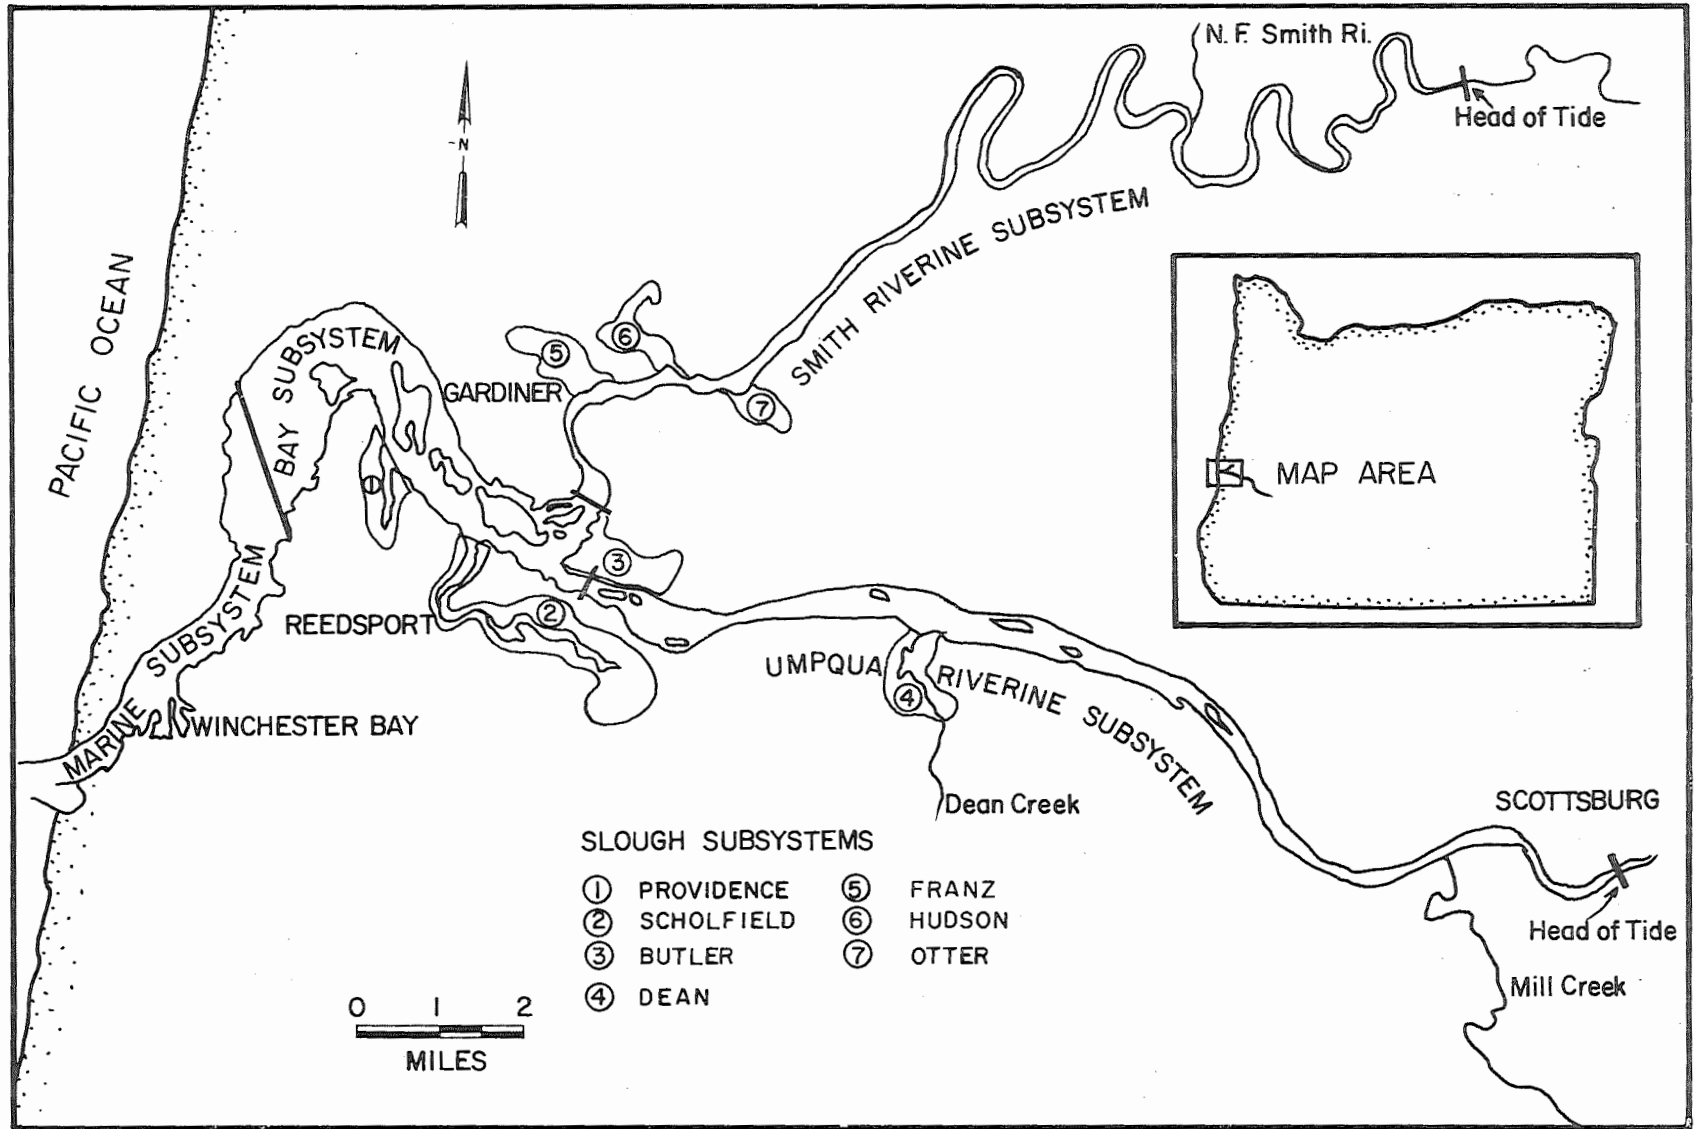 N. F. Smith Ri.
Head of Tide
N
SMITH RIVERINE SUBSYSTEM
PACIFIC OCEAN
BAY SUBSYSTEM
6
5
GARDINER
7
1
MAP AREA
3
2
REEDSPORT
MARINE SUBSYSTEM
UMPQUA RIVERINE SUBSYSTEM
4
WINCHESTER BAY
Dean Creek
SCOTTSBURG
Head of Tide
Mill Creek
SLOUGH SUBSYSTEMS
1 PROVIDENCE
2 SCHOLFIELD
3 BUTLER
4 DEAN
5 FRANZ
6 HUDSON
7 OTTER
0 1 2
MILES